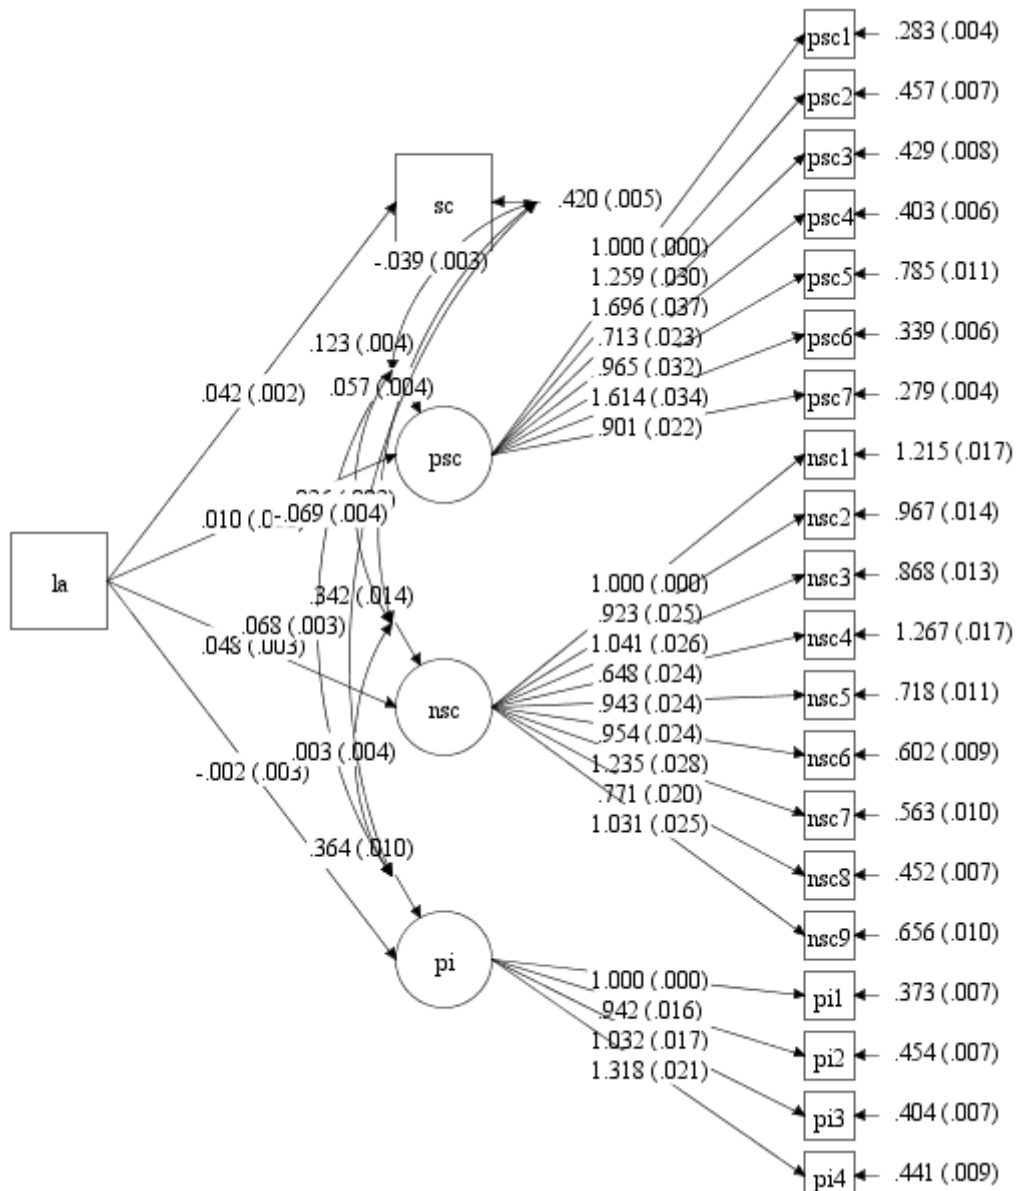 psc1 .283 (.004)
psc2 .457 (.007)
psc3 .429 (.008)
sc .420 (.005)
psc4 .403 (.006)
-.039 (.003)
1.000 (.000)
1.259 (.030)
psc5 .785 (.011)
1.696 (.037)
psc6 .339 (.006)
.123 (.004)
.713 (.023)
.965 (.032)
.057 (.004)
.042 (.002)
1.614 (.034)
psc7 .279 (.004)
.901 (.022)
psc
nsc1 1.215 (.017)
-.069 (.004)
.010
nsc2 .967 (.014)
la
1.000 (.000)
nsc3 .868 (.013)
.342 (.014)
.923 (.025)
.068 (.003)
.048 (.003)
1.041 (.026)
nsc4 1.267 (.017)
.648 (.024)
nsc
.943 (.024)
nsc5 .718 (.011)
.954 (.024)
.003 (.004)
nsc6 .602 (.009)
1.235 (.028)
-.002 (.003)
.771 (.020)
nsc7 .563 (.010)
1.031 (.025)
.364 (.010)
nsc8 .452 (.007)
nsc9 .656 (.010)
pi
1.000 (.000)
pi1 .373 (.007)
.942 (.016)
1.032 (.017)
pi2 .454 (.007)
1.318 (.021)
pi3 .404 (.007)
pi4 .441 (.009)